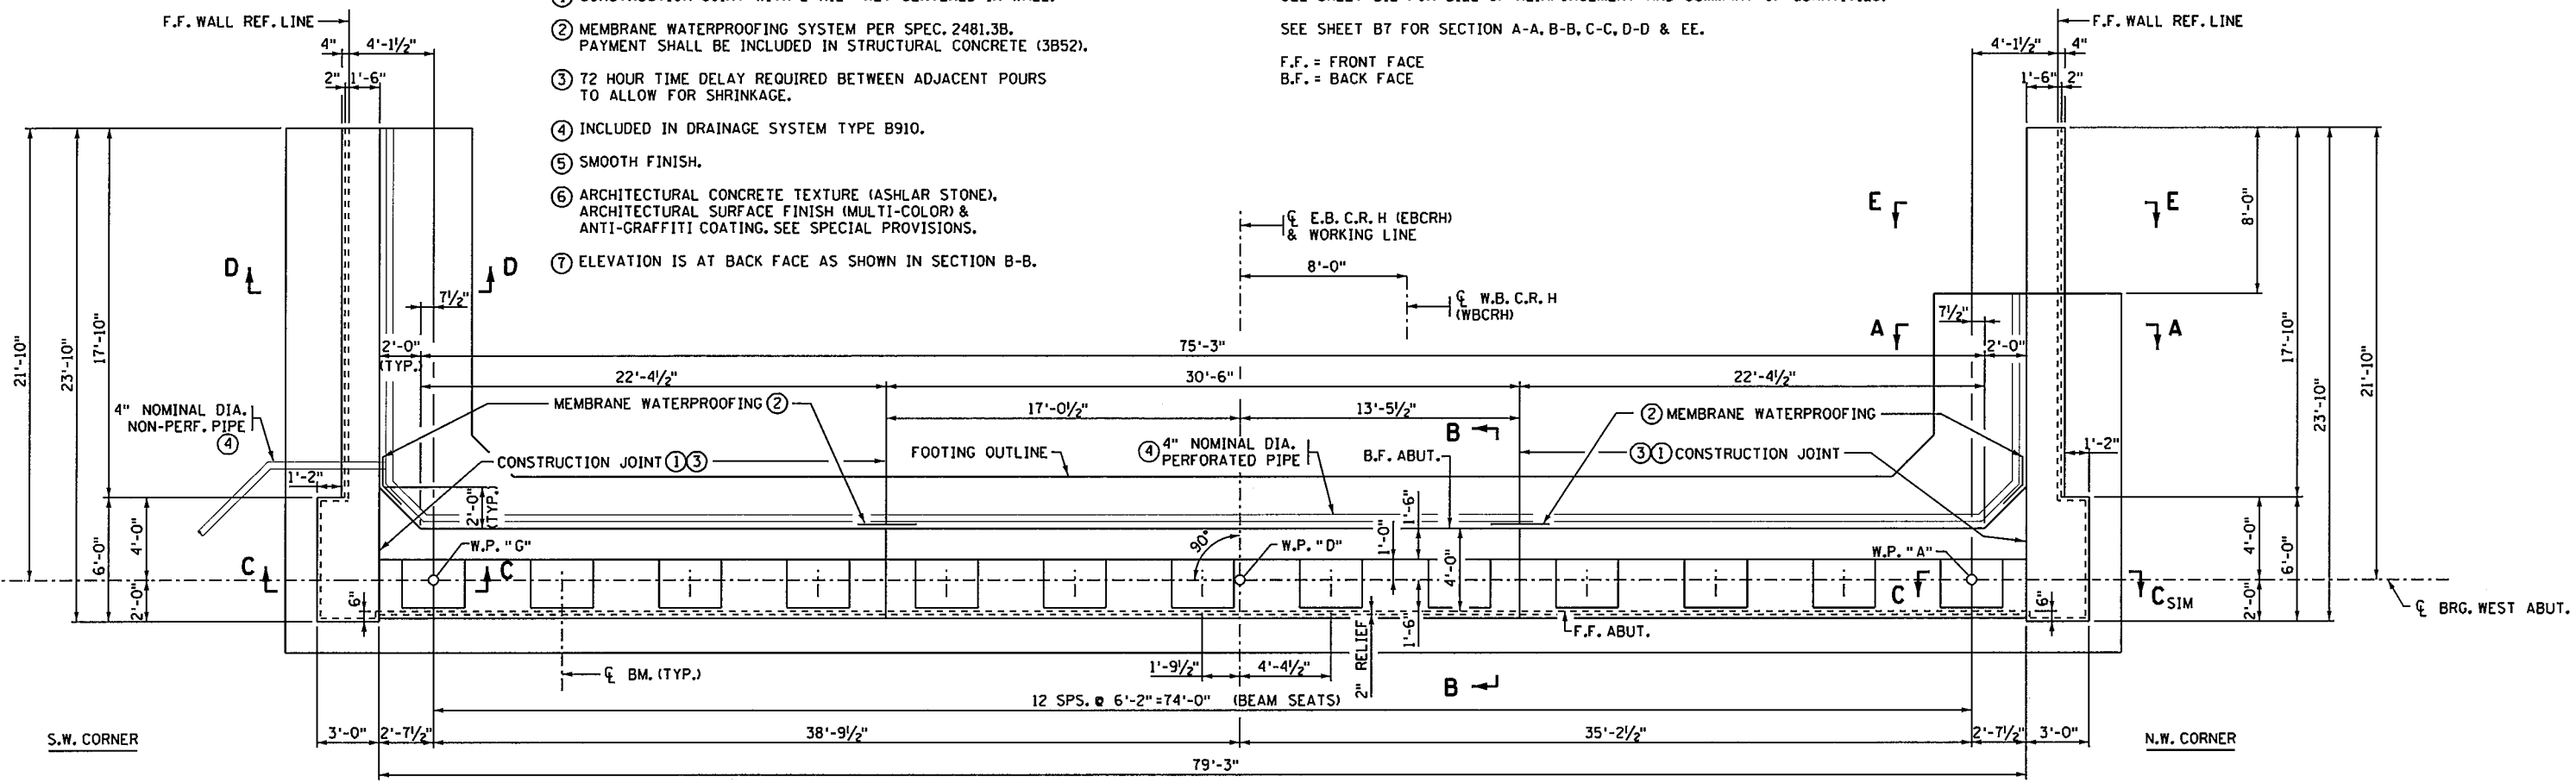 F.F. WALL REF. LINE
② MEMBRANE WATERPROOFING SYSTEM PER SPEC. 2481.3B.
PAYMENT SHALL BE INCLUDED IN STRUCTURAL CONCRETE (3B52).
③ 72 HOUR TIME DELAY REQUIRED BETWEEN ADJACENT POURS
TO ALLOW FOR SHRINKAGE.
④ INCLUDED IN DRAINAGE SYSTEM TYPE B910.
⑤ SMOOTH FINISH.
⑥ ARCHITECTURAL CONCRETE TEXTURE (ASHLAR STONE),
ARCHITECTURAL SURFACE FINISH (MULTI-COLOR) &
ANTI-GRAFFITI COATING. SEE SPECIAL PROVISIONS.
⑦ ELEVATION IS AT BACK FACE AS SHOWN IN SECTION B-B.
SEE SHEET B7 FOR SECTION A-A, B-B, C-C, D-D & EE.
F.F. = FRONT FACE
B.F. = BACK FACE
F.F. WALL REF. LINE
4" 4'-1½"
2" 1'-6"
4'-1½" 4"
1'-6" 2"
21'-10"
23'-10"
17'-10"
D D
7½"
℄ E.B. C.R. H (EBCRH)
& WORKING LINE
8'-0"
℄ W.B. C.R. H
(WBCRH)
E E
8'-0"
A A
7½"
17'-10"
23'-10"
21'-10"
2'-0"
(TYP.)
75'-3"
2'-0"
22'-4½" 30'-6" 22'-4½"
4" NOMINAL DIA.
NON-PERF. PIPE
④
MEMBRANE WATERPROOFING ②
17'-0½" 13'-5½"
② MEMBRANE WATERPROOFING
CONSTRUCTION JOINT ① ③
FOOTING OUTLINE
④ 4" NOMINAL DIA.
PERFORATED PIPE
B.F. ABUT.
B
③ ① CONSTRUCTION JOINT
1'-2"
1'-2"
2'-0"
(TYP.)
6'-0"
4'-0"
2'-0"
C C
W.P. "G"
90°
W.P. "D"
1'-0"
1'-6"
4'-0"
1'-6"
W.P. "A"
C C SIM
4'-0"
6'-0"
2'-0"
6"
6"
℄ BRG. WEST ABUT.
F.F. ABUT.
2" RELIEF
℄ BM. (TYP.)
1'-9½" 4'-4½"
B
12 SPS. @ 6'-2" =74'-0" (BEAM SEATS)
S.W. CORNER
3'-0" 2'-7½" 38'-9½" 35'-2½" 2'-7½" 3'-0"
N.W. CORNER
79'-3"